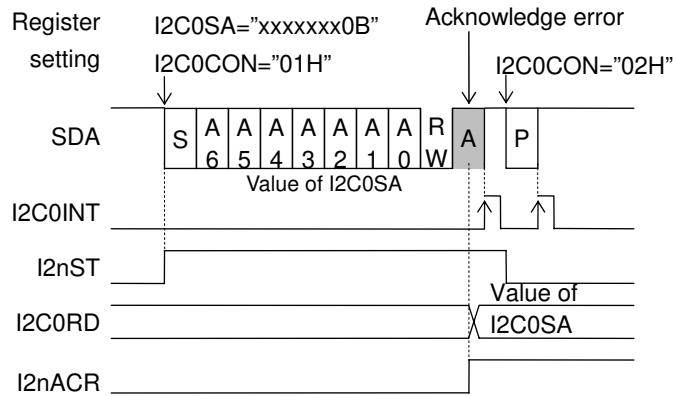 Register I2C0SA="xxxxxxx0B" Acknowledge error
setting I2C0CON="01H" I2C0CON="02H"
SDA S A A A A A A A R A P
6 5 4 3 2 1 0 W
Value of I2C0SA
I2C0INT
I2nST
Value of
I2C0RD I2C0SA
I2nACR